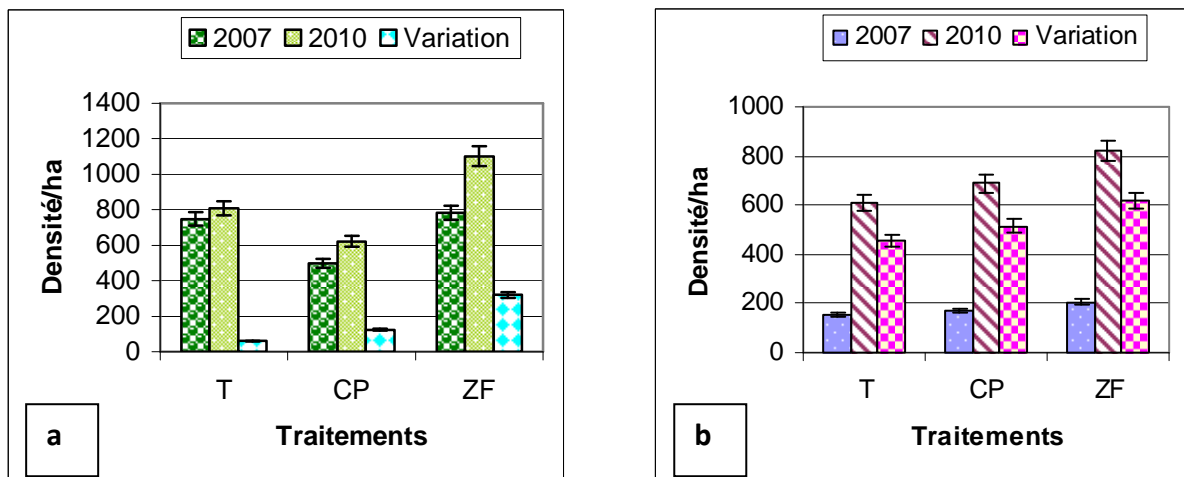 2007 2010 Variation
Densité/ha
1400
1200
1000
800
600
400
200
0
T CP ZF
Traitements
a
2007 2010 Variation
Densité/ha
1000
800
600
400
200
0
T CP ZF
Traitements
b